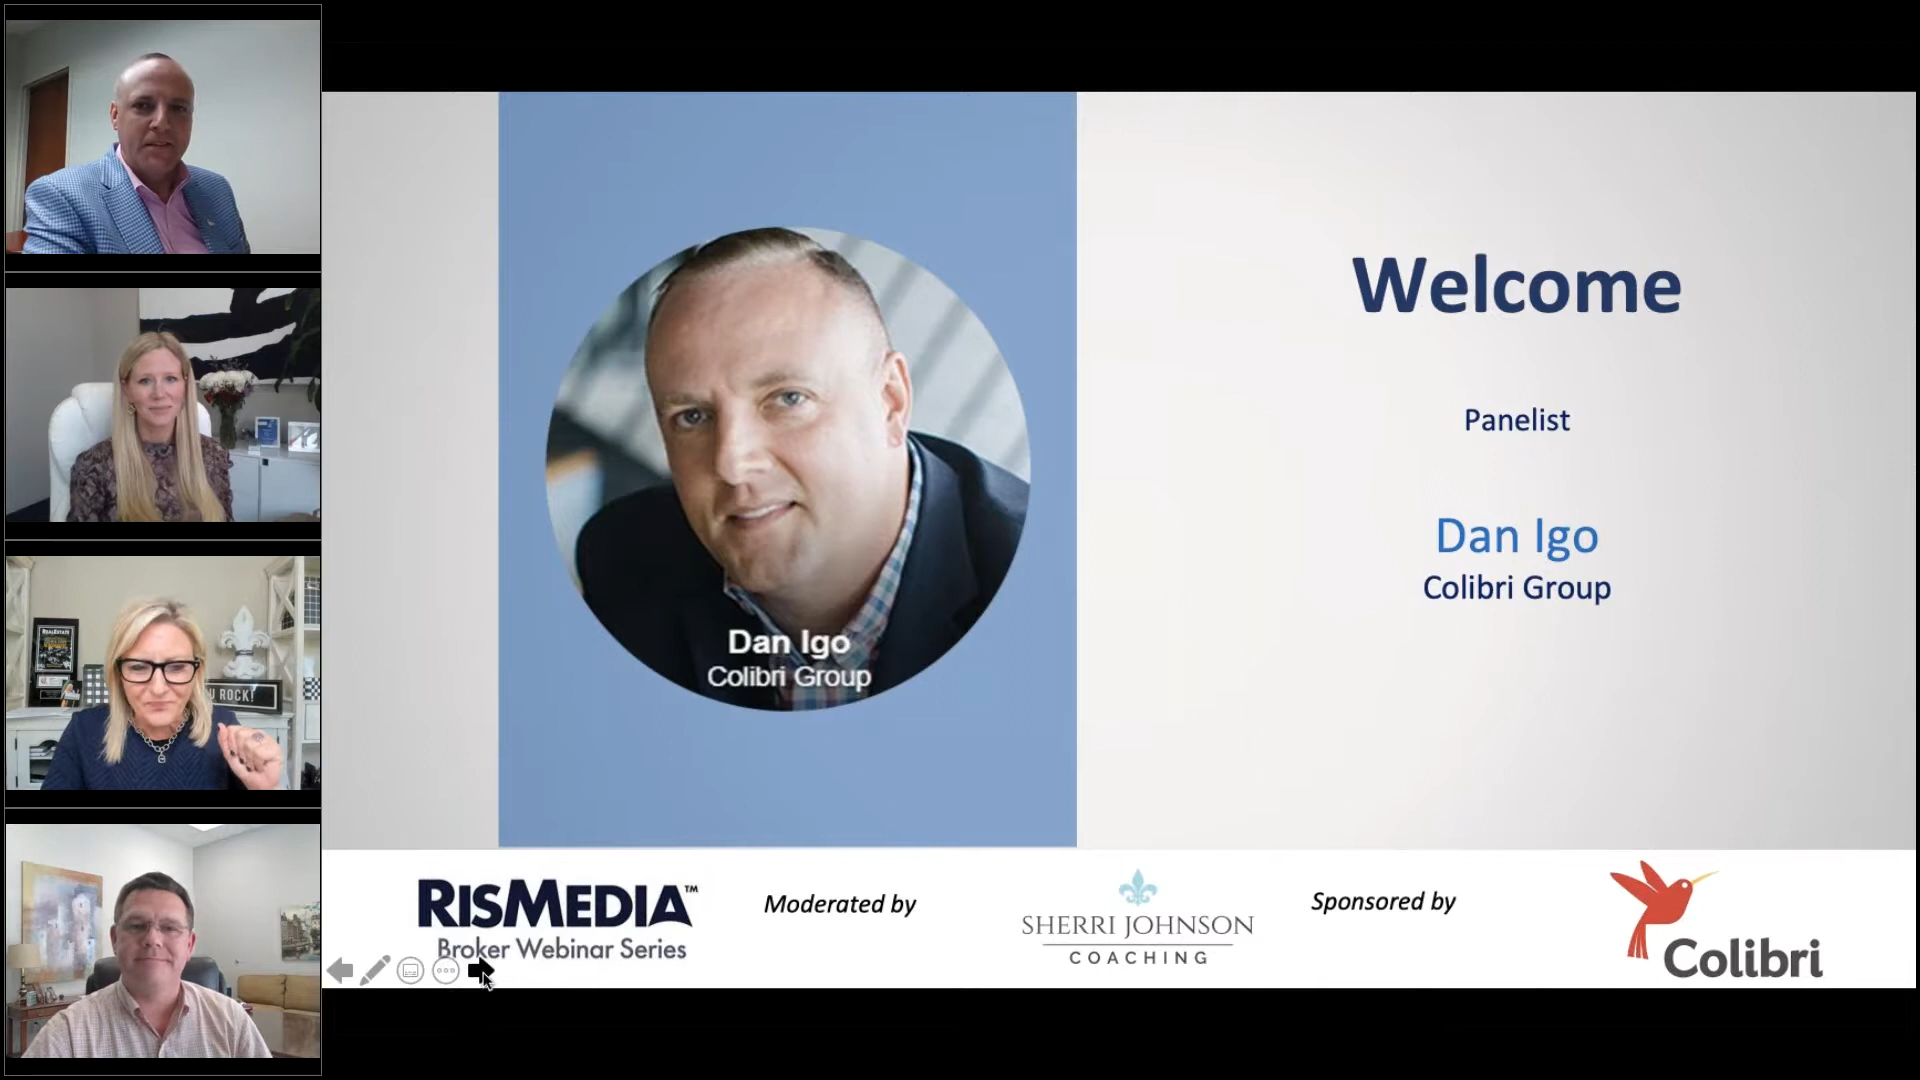 Welcome
Panelist
Dan Igo
Colibri Group
Dan Igo
Colibri Group
REALESTATE
U ROCK!
RISMEDIA™
Broker Webinar Series
Moderated by
SHERRI JOHNSON
COACHING
Sponsored by
Colibri